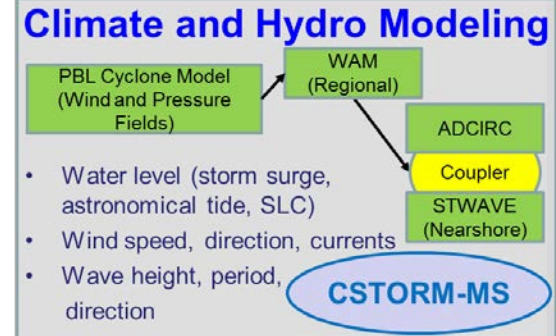 Climate and Hydro Modeling
PBL Cyclone Model
(Wind and Pressure
Fields)
WAM
(Regional)
ADCIRC
Coupler
STWAVE
(Nearshore)
• Water level (storm surge,
astronomical tide, SLC)
• Wind speed, direction, currents
• Wave height, period,
direction
CSTORM-MS